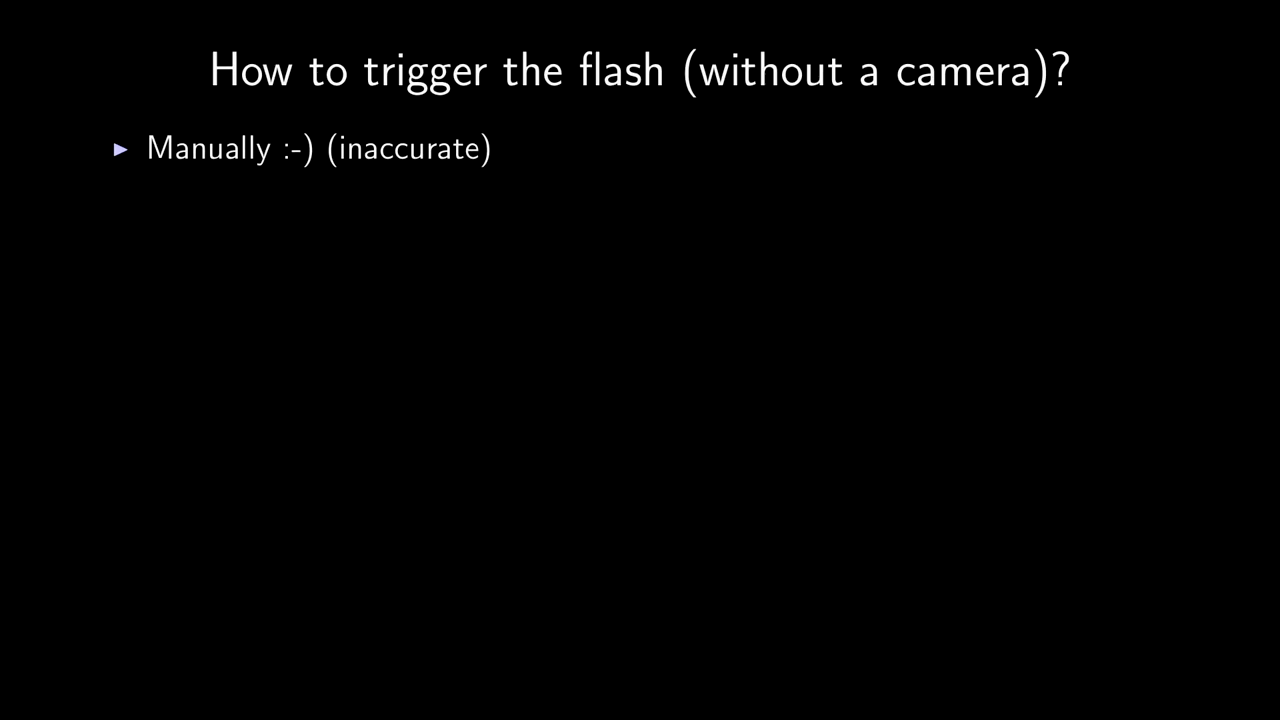 How to trigger the flash (without a camera)?
▶ Manually :-) (inaccurate)